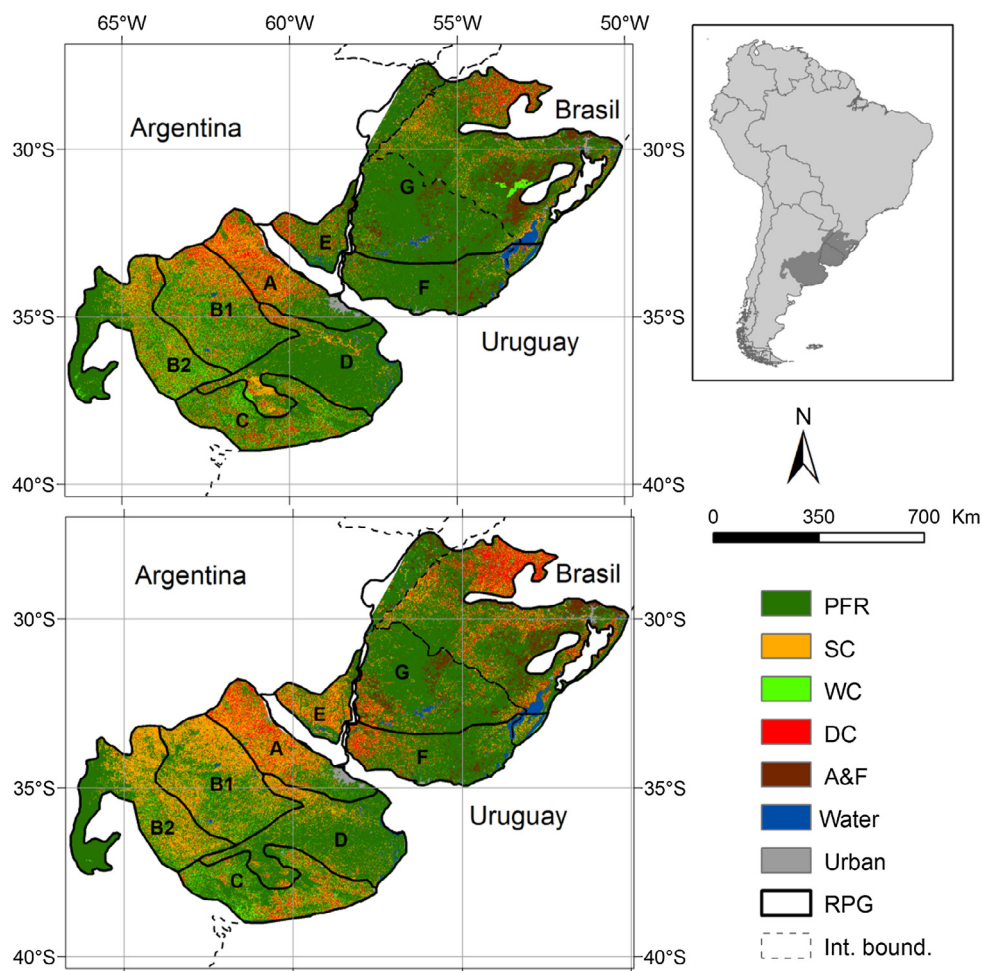 65°W 60°W 55°W 50°W
Argentina
Brasil
30°S
30°S
G
E
A
F
B1
35°S
35°S
Uruguay
D
B2
C
40°S
40°S
Argentina
Brasil
30°S
30°S
G
E
A
F
B1
35°S
35°S
Uruguay
D
B2
C
40°S
40°S
N
0 350 700 Km
PFR
SC
WC
DC
A&F
Water
Urban
RPG
Int. bound.